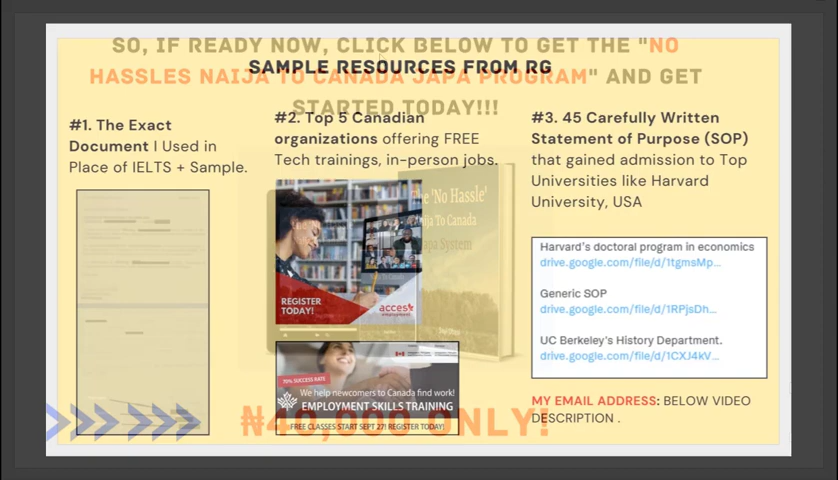 SO, IF READY NOW, CLICK BELOW TO GET THE "NO
HASSLES NAIJA TO CANADA JAPA PROGRAM" AND GET
STARTED TODAY!!!
SAMPLE RESOURCES FROM RG
#1. The Exact
Document I Used in
Place of IELTS + Sample.
#2. Top 5 Canadian
organizations offering FREE
Tech trainings, in-person jobs.
The 'No Hassle'
Naija To Canada
Japa System
REGISTER
TODAY!
acces
employment
70% SUCCESS RATE
We help newcomers to Canada find work!
EMPLOYMENT SKILLS TRAINING
FREE CLASSES START SEPT 27! REGISTER TODAY!
₦40,000 ONLY!
#3. 45 Carefully Written
Statement of Purpose (SOP)
that gained admission to Top
Universities like Harvard
University, USA
Harvard's doctoral program in economics
drive.google.com/file/d/1tgmsMp...
Generic SOP
drive.google.com/file/d/1RPjsDh...
UC Berkeley's History Department.
drive.google.com/file/d/1CXJ4kV...
MY EMAIL ADDRESS: BELOW VIDEO
DESCRIPTION .